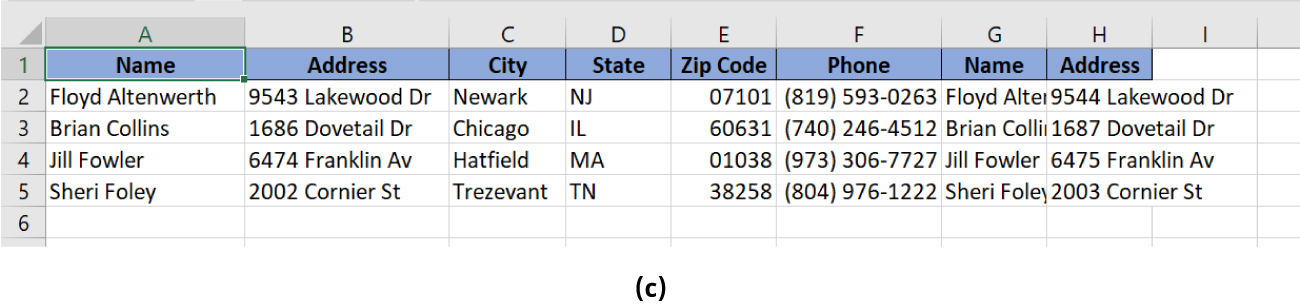 A B C D E F G H I
1 Name Address City State Zip Code Phone Name Address
2 Floyd Altenwerth 9543 Lakewood Dr Newark NJ 07101 (819) 593-0263 Floyd Alter 9544 Lakewood Dr
3 Brian Collins 1686 Dovetail Dr Chicago IL 60631 (740) 246-4512 Brian Colli 1687 Dovetail Dr
4 Jill Fowler 6474 Franklin Av Hatfield MA 01038 (973) 306-7727 Jill Fowler 6475 Franklin Av
5 Sheri Foley 2002 Cornier St Trezevant TN 38258 (804) 976-1222 Sheri Foley 2003 Cornier St
6
(c)